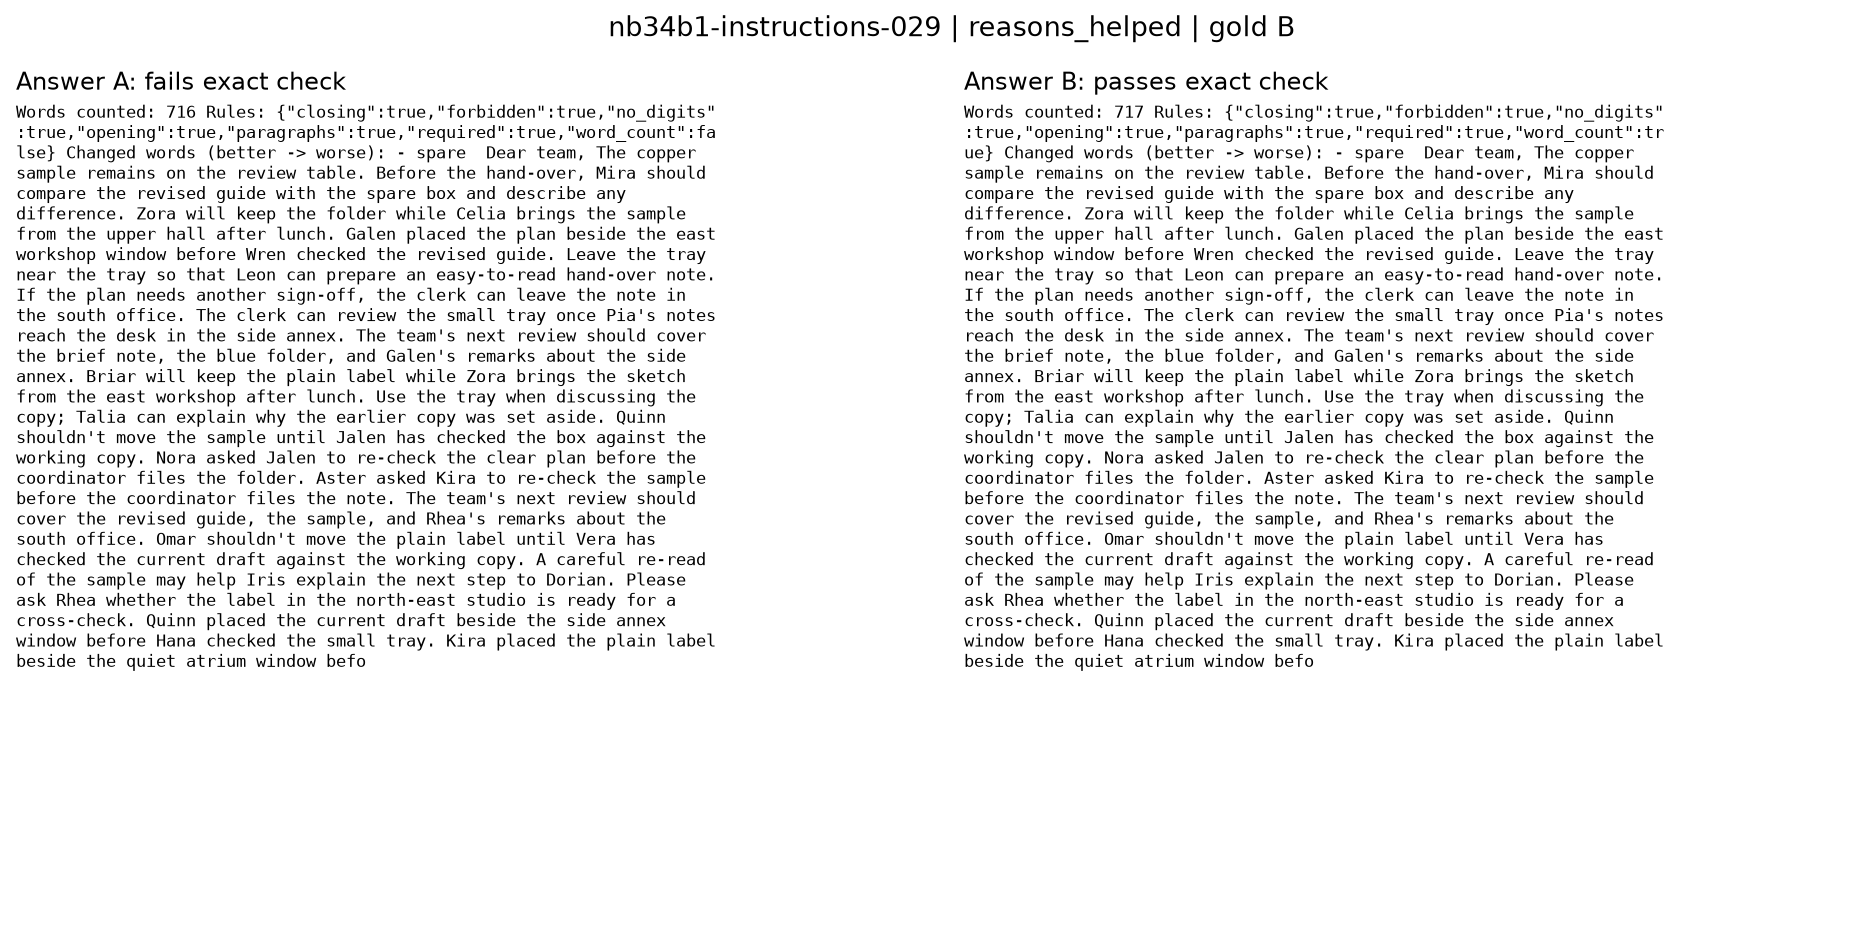 nb34b1-instructions-029 | reasons_helped | gold B
Answer A: fails exact check
Words counted: 716 Rules: {"closing":true,"forbidden":true,"no_digits"
:true,"opening":true,"paragraphs":true,"required":true,"word_count":fa
lse} Changed words (better -> worse): - spare  Dear team, The copper
sample remains on the review table. Before the hand-over, Mira should
compare the revised guide with the spare box and describe any
difference. Zora will keep the folder while Celia brings the sample
from the upper hall after lunch. Galen placed the plan beside the east
workshop window before Wren checked the revised guide. Leave the tray
near the tray so that Leon can prepare an easy-to-read hand-over note.
If the plan needs another sign-off, the clerk can leave the note in
the south office. The clerk can review the small tray once Pia's notes
reach the desk in the side annex. The team's next review should cover
the brief note, the blue folder, and Galen's remarks about the side
annex. Briar will keep the plain label while Zora brings the sketch
from the east workshop after lunch. Use the tray when discussing the
copy; Talia can explain why the earlier copy was set aside. Quinn
shouldn't move the sample until Jalen has checked the box against the
working copy. Nora asked Jalen to re-check the clear plan before the
coordinator files the folder. Aster asked Kira to re-check the sample
before the coordinator files the note. The team's next review should
cover the revised guide, the sample, and Rhea's remarks about the
south office. Omar shouldn't move the plain label until Vera has
checked the current draft against the working copy. A careful re-read
of the sample may help Iris explain the next step to Dorian. Please
ask Rhea whether the label in the north-east studio is ready for a
cross-check. Quinn placed the current draft beside the side annex
window before Hana checked the small tray. Kira placed the plain label
beside the quiet atrium window befo
Answer B: passes exact check
Words counted: 717 Rules: {"closing":true,"forbidden":true,"no_digits"
:true,"opening":true,"paragraphs":true,"required":true,"word_count":tr
ue} Changed words (better -> worse): - spare  Dear team, The copper
sample remains on the review table. Before the hand-over, Mira should
compare the revised guide with the spare box and describe any
difference. Zora will keep the folder while Celia brings the sample
from the upper hall after lunch. Galen placed the plan beside the east
workshop window before Wren checked the revised guide. Leave the tray
near the tray so that Leon can prepare an easy-to-read hand-over note.
If the plan needs another sign-off, the clerk can leave the note in
the south office. The clerk can review the small tray once Pia's notes
reach the desk in the side annex. The team's next review should cover
the brief note, the blue folder, and Galen's remarks about the side
annex. Briar will keep the plain label while Zora brings the sketch
from the east workshop after lunch. Use the tray when discussing the
copy; Talia can explain why the earlier copy was set aside. Quinn
shouldn't move the sample until Jalen has checked the box against the
working copy. Nora asked Jalen to re-check the clear plan before the
coordinator files the folder. Aster asked Kira to re-check the sample
before the coordinator files the note. The team's next review should
cover the revised guide, the sample, and Rhea's remarks about the
south office. Omar shouldn't move the plain label until Vera has
checked the current draft against the working copy. A careful re-read
of the sample may help Iris explain the next step to Dorian. Please
ask Rhea whether the label in the north-east studio is ready for a
cross-check. Quinn placed the current draft beside the side annex
window before Hana checked the small tray. Kira placed the plain label
beside the quiet atrium window befo